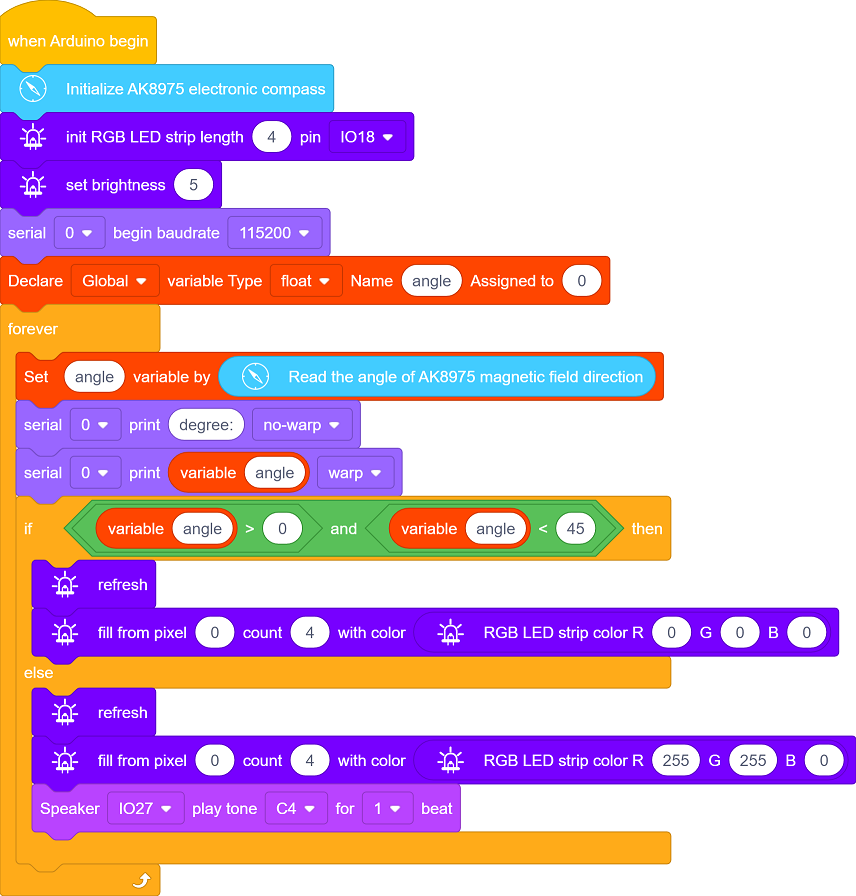 when Arduino begin
Initialize AK8975 electronic compass
init RGB LED strip length 4 pin IO18
set brightness 5
serial 0 begin baudrate 115200
Declare Global variable Type float Name angle Assigned to 0
forever
Set angle variable by Read the angle of AK8975 magnetic field direction
serial 0 print degree: no-warp
serial 0 print variable angle warp
if variable angle > 0 and variable angle < 45 then
refresh
fill from pixel 0 count 4 with color RGB LED strip color R 0 G 0 B 0
else
refresh
fill from pixel 0 count 4 with color RGB LED strip color R 255 G 255 B 0
Speaker IO27 play tone C4 for 1 beat